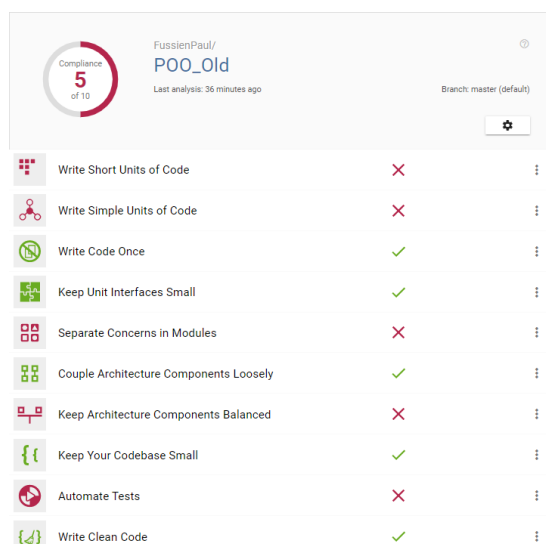 Compliance
5
of 10
FussienPaul/
POO_Old
Last analysis: 36 minutes ago
Branch: master (default)
Write Short Units of Code
Write Simple Units of Code
Write Code Once
Keep Unit Interfaces Small
Separate Concerns in Modules
Couple Architecture Components Loosely
Keep Architecture Components Balanced
Keep Your Codebase Small
Automate Tests
Write Clean Code